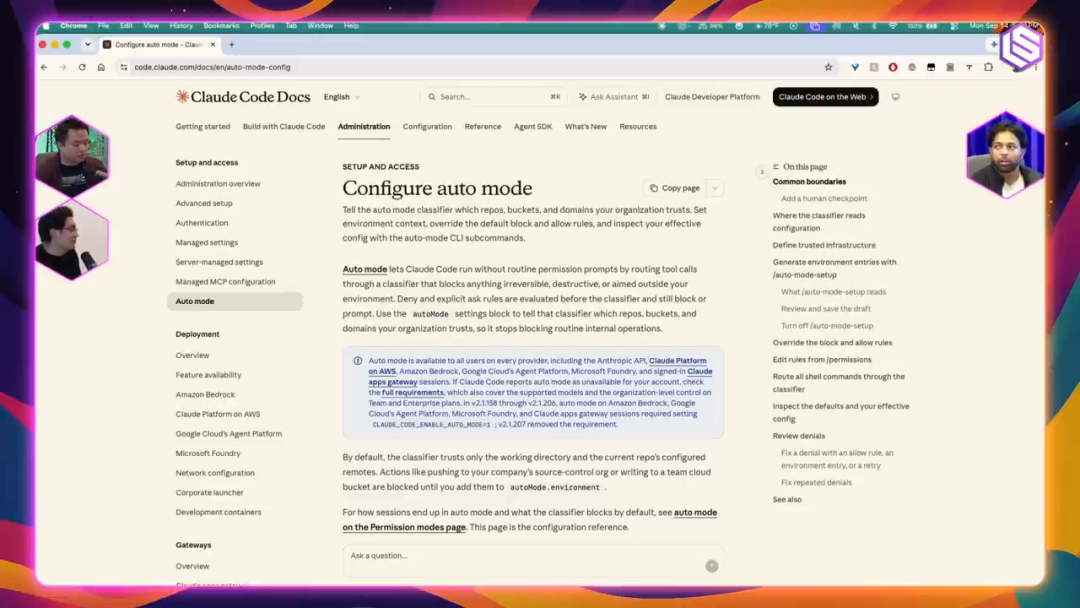 Chrome File Edit View History Bookmarks Profiles Tab Window Help
Configure auto mode - Clau
code.claude.com/docs/en/auto-mode-config
Claude Code Docs English Search... ⌘K Ask Assistant ⌘I Claude Developer Platform Claude Code on the Web
Getting started Build with Claude Code Administration Configuration Reference Agent SDK What's New Resources
Setup and access
Administration overview
Advanced setup
Authentication
Managed settings
Server-managed settings
Managed MCP configuration
Auto mode
Deployment
Overview
Feature availability
Amazon Bedrock
Claude Platform on AWS
Google Cloud's Agent Platform
Microsoft Foundry
Network configuration
Corporate launcher
Development containers
Gateways
Overview
SETUP AND ACCESS
Configure auto mode
Copy page
Tell the auto mode classifier which repos, buckets, and domains your organization trusts. Set
environment context, override the default block and allow rules, and inspect your effective
config with the auto-mode CLI subcommands.
Auto mode lets Claude Code run without routine permission prompts by routing tool calls
through a classifier that blocks anything irreversible, destructive, or aimed outside your
environment. Deny and explicit ask rules are evaluated before the classifier and still block or
prompt. Use the autoMode settings block to tell that classifier which repos, buckets, and
domains your organization trusts, so it stops blocking routine internal operations.
Auto mode is available to all users on every provider, including the Anthropic API, Claude Platform
on AWS, Amazon Bedrock, Google Cloud's Agent Platform, Microsoft Foundry, and signed-in Claude
apps gateway sessions. If Claude Code reports auto mode as unavailable for your account, check
the full requirements, which also cover the supported models and the organization-level control on
Team and Enterprise plans. In v2.1.158 through v2.1.206, auto mode on Amazon Bedrock, Google
Cloud's Agent Platform, Microsoft Foundry, and Claude apps gateway sessions required setting
CLAUDE_CODE_ENABLE_AUTO_MODE=1 ; v2.1.207 removed the requirement.
By default, the classifier trusts only the working directory and the current repo's configured
remotes. Actions like pushing to your company's source-control org or writing to a team cloud
bucket are blocked until you add them to autoMode.environment .
For how sessions end up in auto mode and what the classifier blocks by default, see auto mode
on the Permission modes page. This page is the configuration reference.
Ask a question...
On this page
Common boundaries
Add a human checkpoint
Where the classifier reads
configuration
Define trusted infrastructure
Generate environment entries with
/auto-mode-setup
What /auto-mode-setup reads
Review and save the draft
Turn off /auto-mode-setup
Override the block and allow rules
Edit rules from /permissions
Route all shell commands through the
classifier
Inspect the defaults and your effective
config
Review denials
Fix a denial with an allow rule, an
environment entry, or a retry
Fix repeated denials
See also